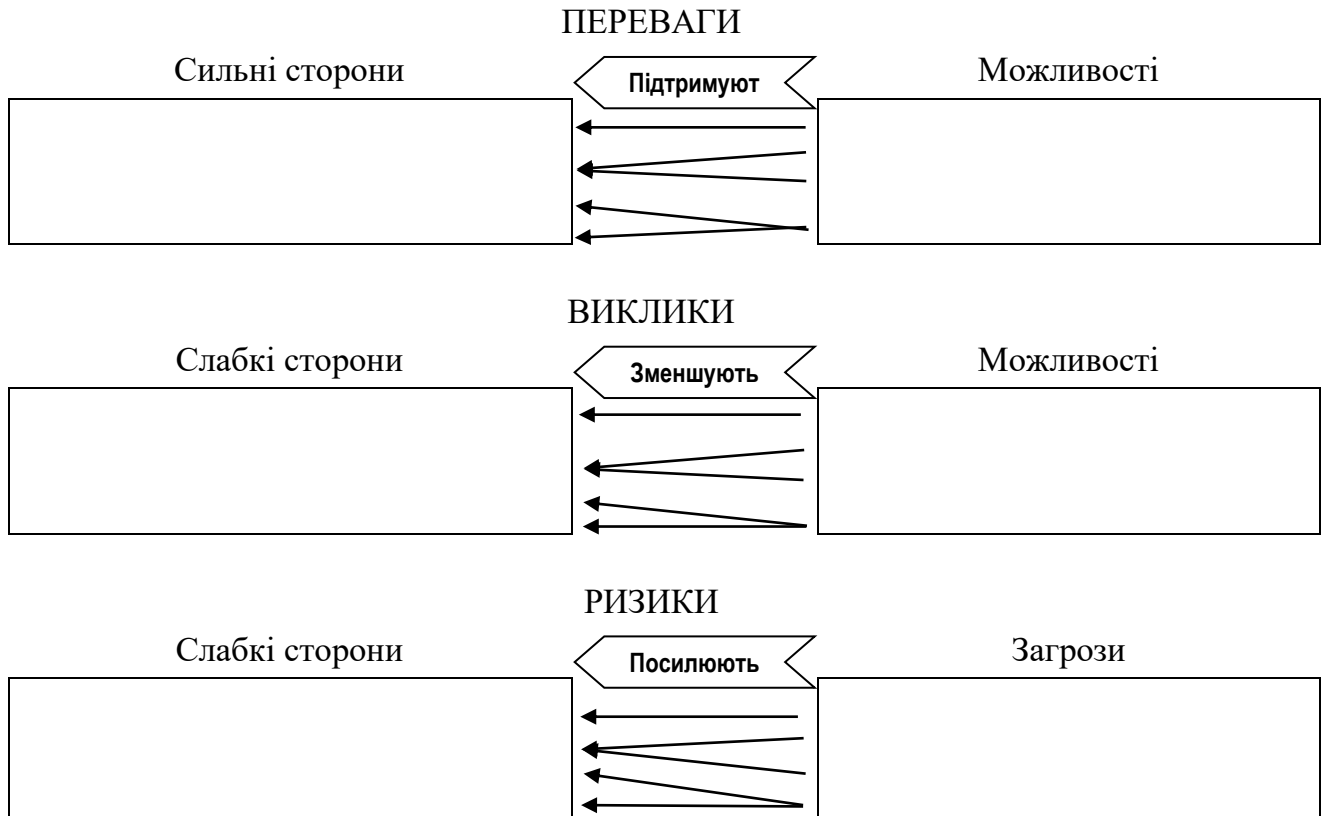 ПЕРЕВАГИ
Сильні сторони
Підтримуют
Можливості
ВИКЛИКИ
Слабкі сторони
Зменшують
Можливості
РИЗИКИ
Слабкі сторони
Посилюють
Загрози